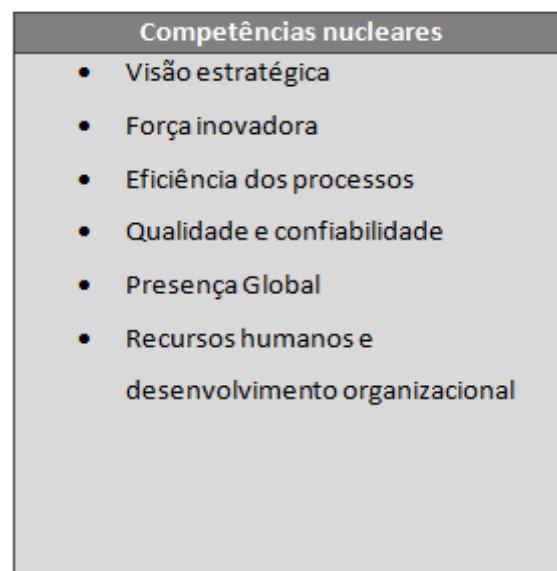 Competências nucleares
• Visão estratégica
• Força inovadora
• Eficiência dos processos
• Qualidade e confiabilidade
• Presença Global
• Recursos humanos e
desenvolvimento organizacional